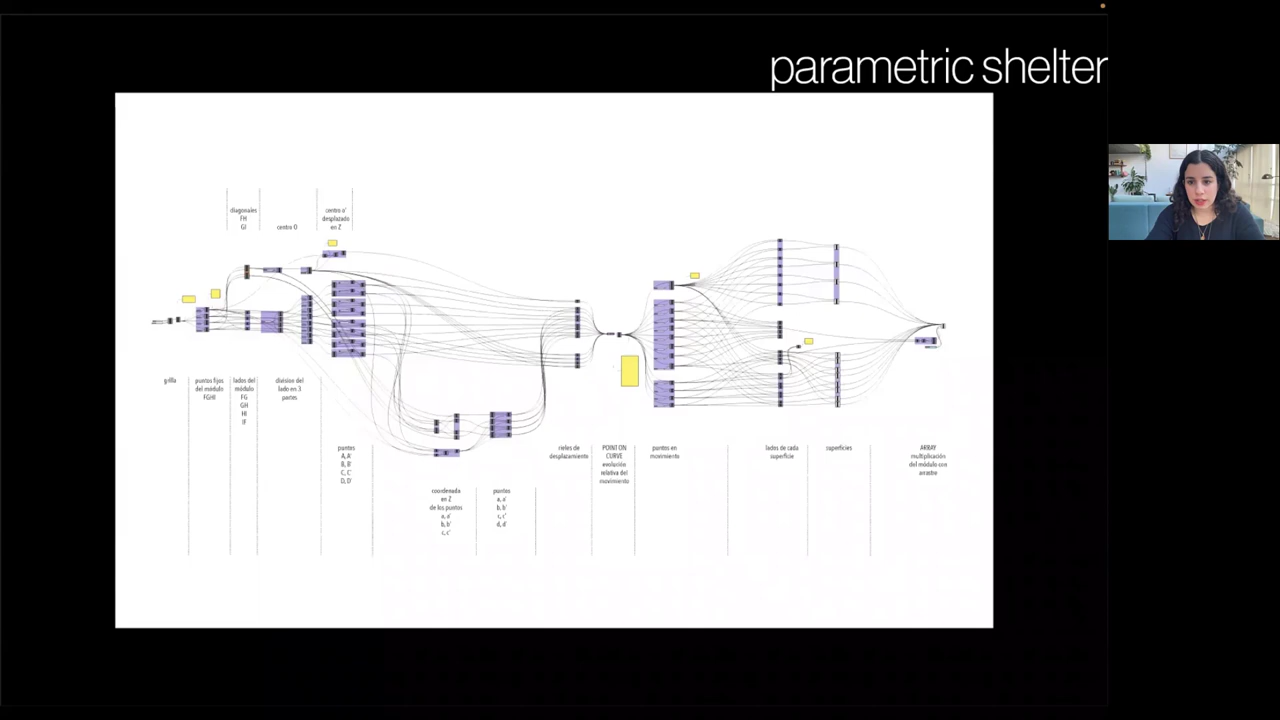 parametric shelter
diagonales
FH
GI
centro O
centro o'
desplazado
en Z
grilla
puntos fijos
del módulo
FGHI
lados del
módulo
FG
GH
HI
IF
division del
lado en 3
partes
puntos
A, A'
B, B'
C, C'
D, D'
coordenada
en Z
de los puntos
a, a'
b, b'
c, c'
puntos
a, a'
b, b'
c, c'
d, d'
rieles de
desplazamiento
POINT ON
CURVE
evolución
relativa del
movimiento
puntos en
movimiento
lados de cada
superficie
superficies
ARRAY
multiplicación
del módulo con
arrastre